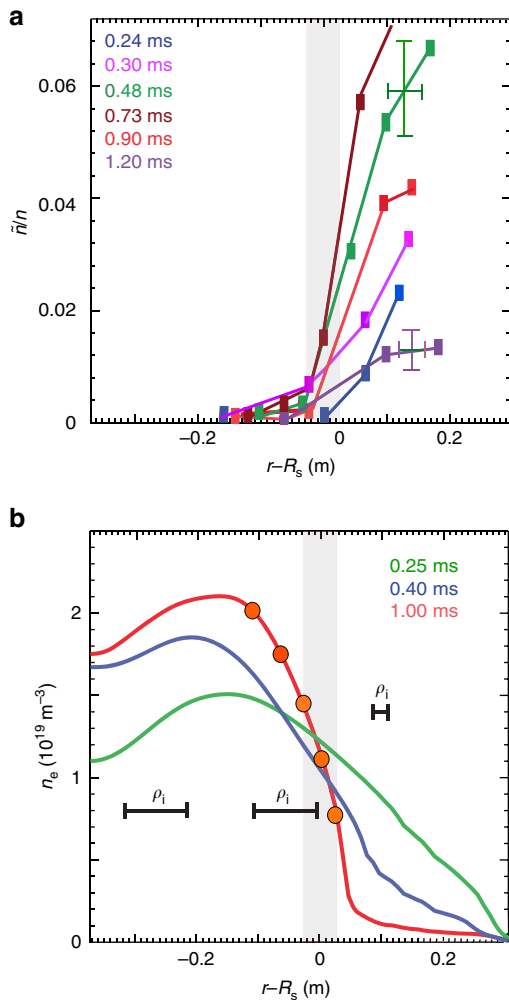 a
0.24 ms
0.30 ms
0.48 ms
0.73 ms
0.90 ms
1.20 ms
0.06
0.04
0.02
0
ñ/n
−0.2
0
0.2
r−Rs (m)
b
0.25 ms
0.40 ms
1.00 ms
2
1
0
ne (10¹⁹ m⁻³)
ρi
ρi
ρi
−0.2
0
0.2
r−Rs (m)